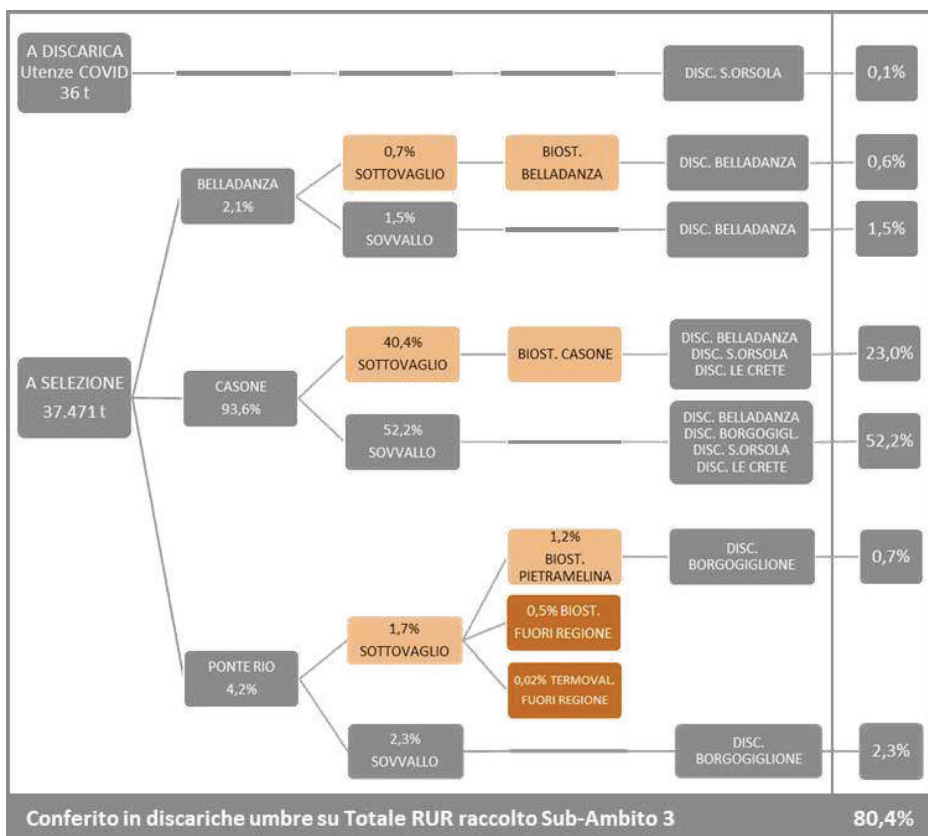 A DISCARICA
Utenze COVID
36 t
DISC. S.ORSOLA
0,1%
0,7%
SOTTOVAGLIO
BIOST.
BELLADANZA
DISC. BELLADANZA
0,6%
BELLADANZA
2,1%
1,5%
SOVVALLO
DISC. BELLADANZA
1,5%
A SELEZIONE
37.471 t
CASONE
93,6%
40,4%
SOTTOVAGLIO
BIOST. CASONE
DISC. BELLADANZA
DISC. S.ORSOLA
DISC. LE CRETE
23,0%
52,2%
SOVVALLO
DISC. BELLADANZA
DISC. BORGOGIGL.
DISC. S.ORSOLA
DISC. LE CRETE
52,2%
1,2%
BIOST.
PIETRAMELINA
DISC.
BORGOGIGLIONE
0,7%
0,5% BIOST.
FUORI REGIONE
1,7%
SOTTOVAGLIO
0,02% TERMOVAL.
FUORI REGIONE
PONTE RIO
4,2%
2,3%
SOVVALLO
DISC.
BORGOGIGLIONE
2,3%
Conferito in discariche umbre su Totale RUR raccolto Sub-Ambito 3 80,4%